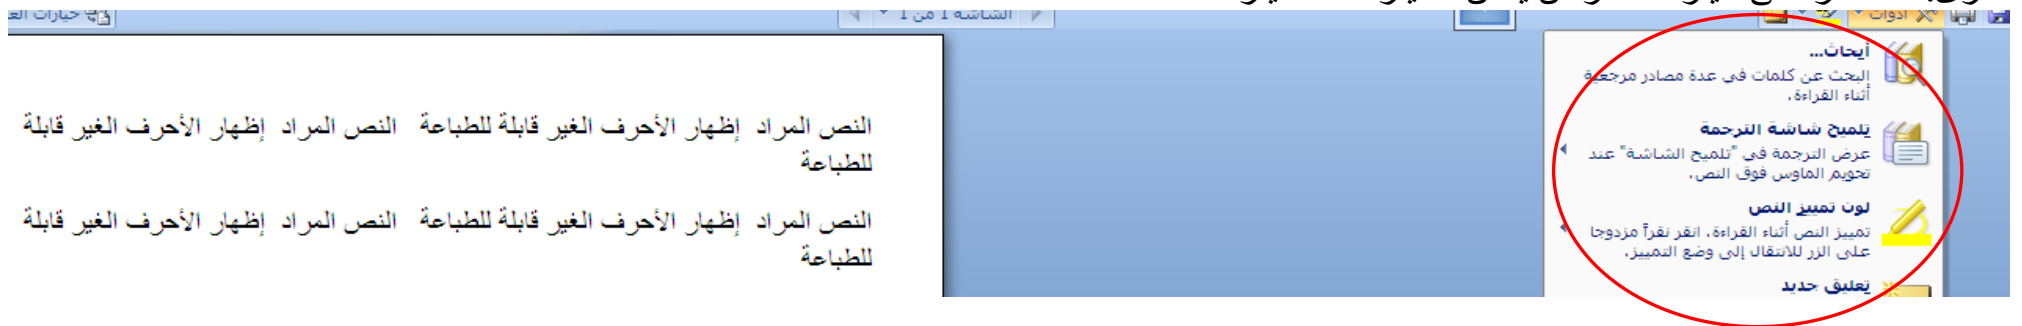 أدوات
الشاشة 1 من 1
خيارات
أبحاث...
البحث عن كلمات في عدة مصادر مرجعية
أثناء القراءة.
تلميح شاشة الترجمة
عرض الترجمة في "تلميح الشاشة" عند
تحويم الماوس فوق النص.
لون تمييز النص
تمييز النص أثناء القراءة. انقر نقراً مزدوجا
على الزر للانتقال إلى وضع التمييز.
تعليق جديد
النص المراد إظهار الأحرف الغير قابلة للطباعة النص المراد إظهار الأحرف الغير قابلة
للطباعة
النص المراد إظهار الأحرف الغير قابلة للطباعة النص المراد إظهار الأحرف الغير قابلة
للطباعة